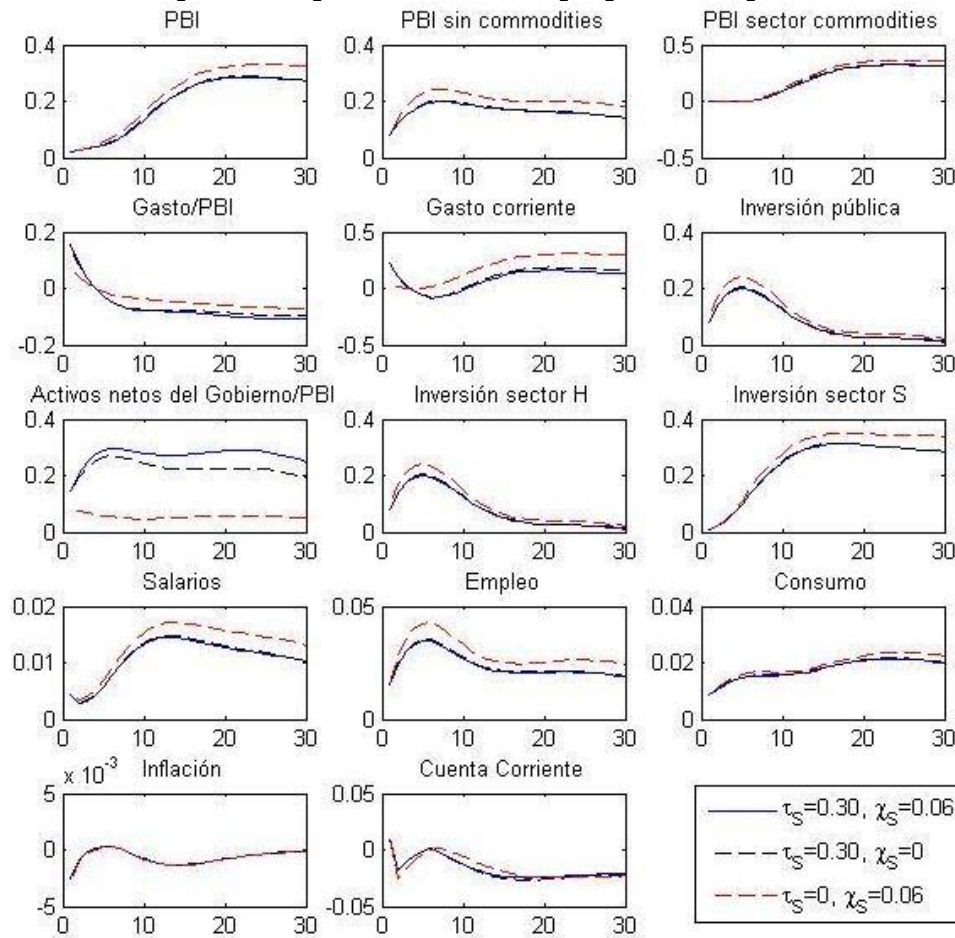 PBI
PBI sin commodities
PBI sector commodities
0.4
0.2
0
0 10 20 30
0.4
0.2
0
0 10 20 30
0.5
0
-0.5
0 10 20 30
Gasto/PBI
Gasto corriente
Inversión pública
0.2
0
-0.2
0 10 20 30
0.5
0
-0.5
0 10 20 30
0.4
0.2
0
0 10 20 30
Activos netos del Gobierno/PBI
Inversión sector H
Inversión sector S
0.4
0.2
0
0 10 20 30
0.4
0.2
0
0 10 20 30
0.4
0.2
0
0 10 20 30
Salarios
Empleo
Consumo
0.02
0.01
0
0 10 20 30
0.05
0
0 10 20 30
0.04
0.02
0
0 10 20 30
x 10⁻³
Inflación
Cuenta Corriente
5
0
-5
0 10 20 30
0.05
0
-0.05
0 10 20 30
τ_S=0.30, χ_S=0.06
τ_S=0.30, χ_S=0
τ_S=0, χ_S=0.06